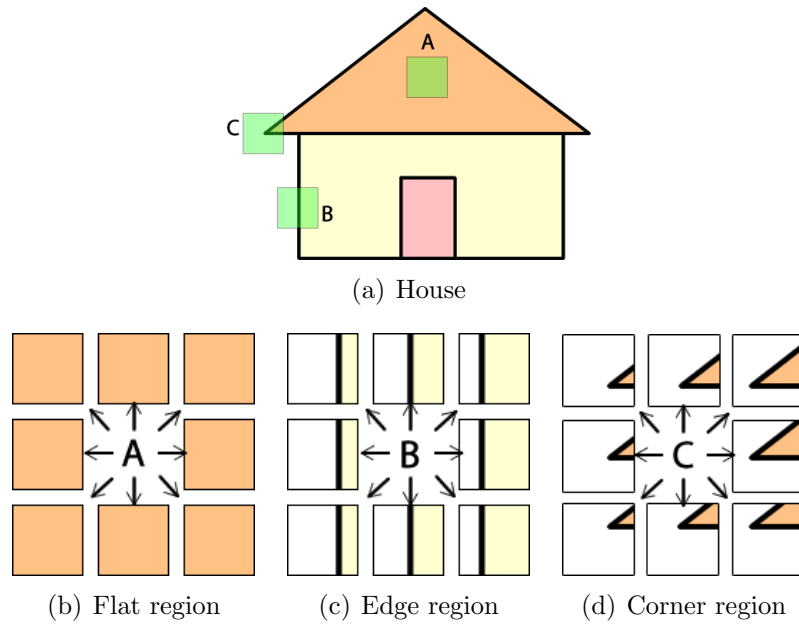 A
C
B
(a) House
A
B
C
(b) Flat region
(c) Edge region
(d) Corner region